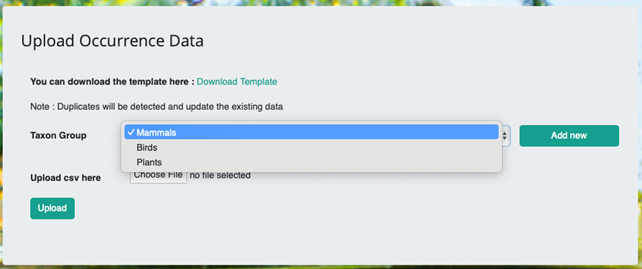 Upload Occurrence Data
You can download the template here : Download Template
Note : Duplicates will be detected and update the existing data
Taxon Group ✓ Mammals Add new
Birds
Plants
Upload csv here Choose File no file selected
Upload